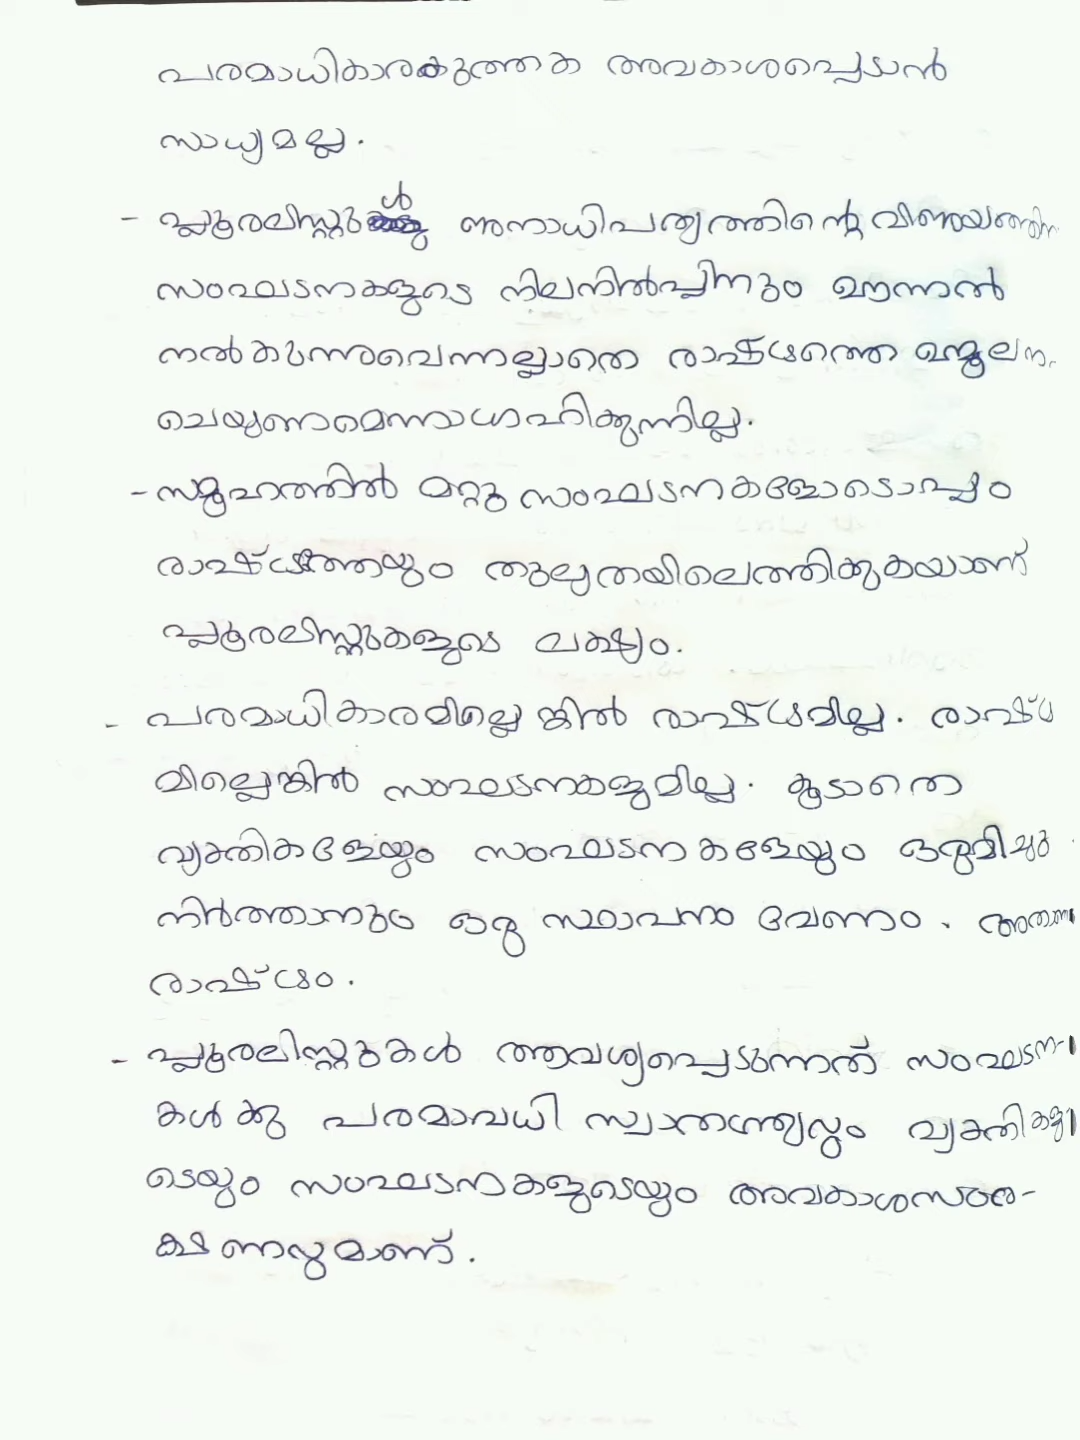 പരമാധികാരകുത്തക അവകാശപ്പെടാൻ
സാധ്യമല്ല.
- പ്ലൂരലിസ്റ്റുകൾ ജനാധിപത്യത്തിന്റെ വിജയത്തിനും
സംഘടനകളുടെ നിലനിൽപ്പിനും ഊന്നൽ
നൽകുന്നുവെന്നല്ലാതെ രാഷ്ട്രത്തെ ഉന്മൂലനം
ചെയ്യണമെന്നാഗ്രഹിക്കുന്നില്ല.
- സമൂഹത്തിൽ മറ്റു സംഘടനകളോടൊപ്പം
രാഷ്ട്രത്തേയും തുല്യതയിലെത്തിക്കുകയാണ്
പ്ലൂരലിസ്റ്റുകളുടെ ലക്ഷ്യം.
- പരമാധികാരമില്ലെങ്കിൽ രാഷ്ട്രമില്ല. രാഷ്ട്ര
മില്ലെങ്കിൽ സംഘടനകളുമില്ല. കൂടാതെ
വ്യക്തികളേയും സംഘടനകളേയും ഒരുമിച്ചു
നിർത്താനും ഒരു സ്ഥാപനം വേണം. അതാണ്
രാഷ്ട്രം.
- പ്ലൂരലിസ്റ്റുകൾ ആവശ്യപ്പെടുന്നത് സംഘടന-
കൾക്കു പരമാവധി സ്വാതന്ത്ര്യവും വ്യക്തികളു
ടെയും സംഘടനകളുടെയും അവകാശസംര-
ക്ഷണവുമാണ്.